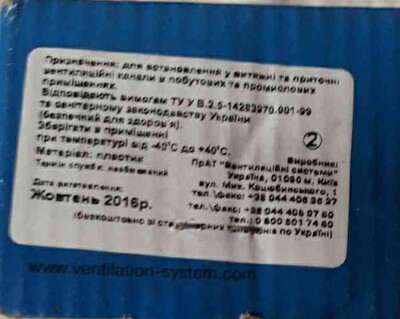 Призначення: для встановлення у витяжні та приточні
вентиляційні канали в побутових та промислових
приміщеннях.
Відповідають вимогам ТУ У В.2.5-14283970.001-99
та санітарному законодавству України
(безпечний для здоров'я).
Зберігати в приміщенні
при температурі від -40°С до +40°С.
Матеріал: пластик
Термін служби: необмежений
Дата виготовлення:
Жовтень 2016р.
2
Виробник:
ПрАТ "Вентиляційні системи"
Україна, 01030 м. Київ
вул. Мих. Коцюбинського, 1
тел.\факс: +38 044 406 36 27
тел.\факс: +38 044 406 07 80
тел.: 0 800 501 74 80
(безкоштовно зі стаціонарних телефонів по Україні)
www.ventilation-system.com